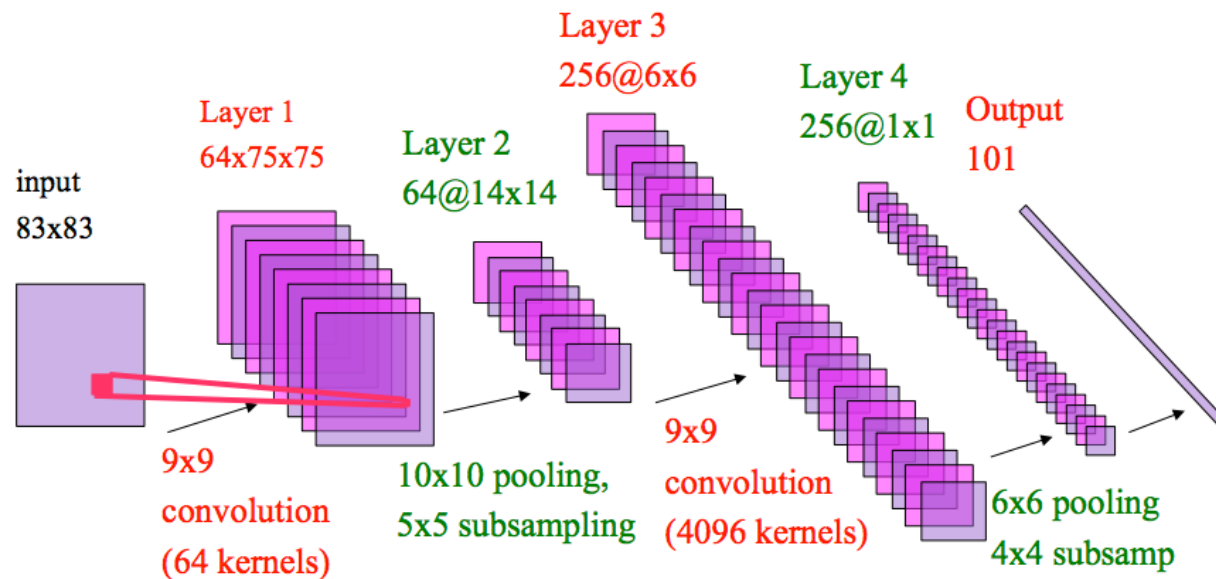 input
83x83
Layer 1
64x75x75
Layer 2
64@14x14
Layer 3
256@6x6
Layer 4
256@1x1
Output
101
9x9
convolution
(64 kernels)
10x10 pooling,
5x5 subsampling
9x9
convolution
(4096 kernels)
6x6 pooling
4x4 subsamp